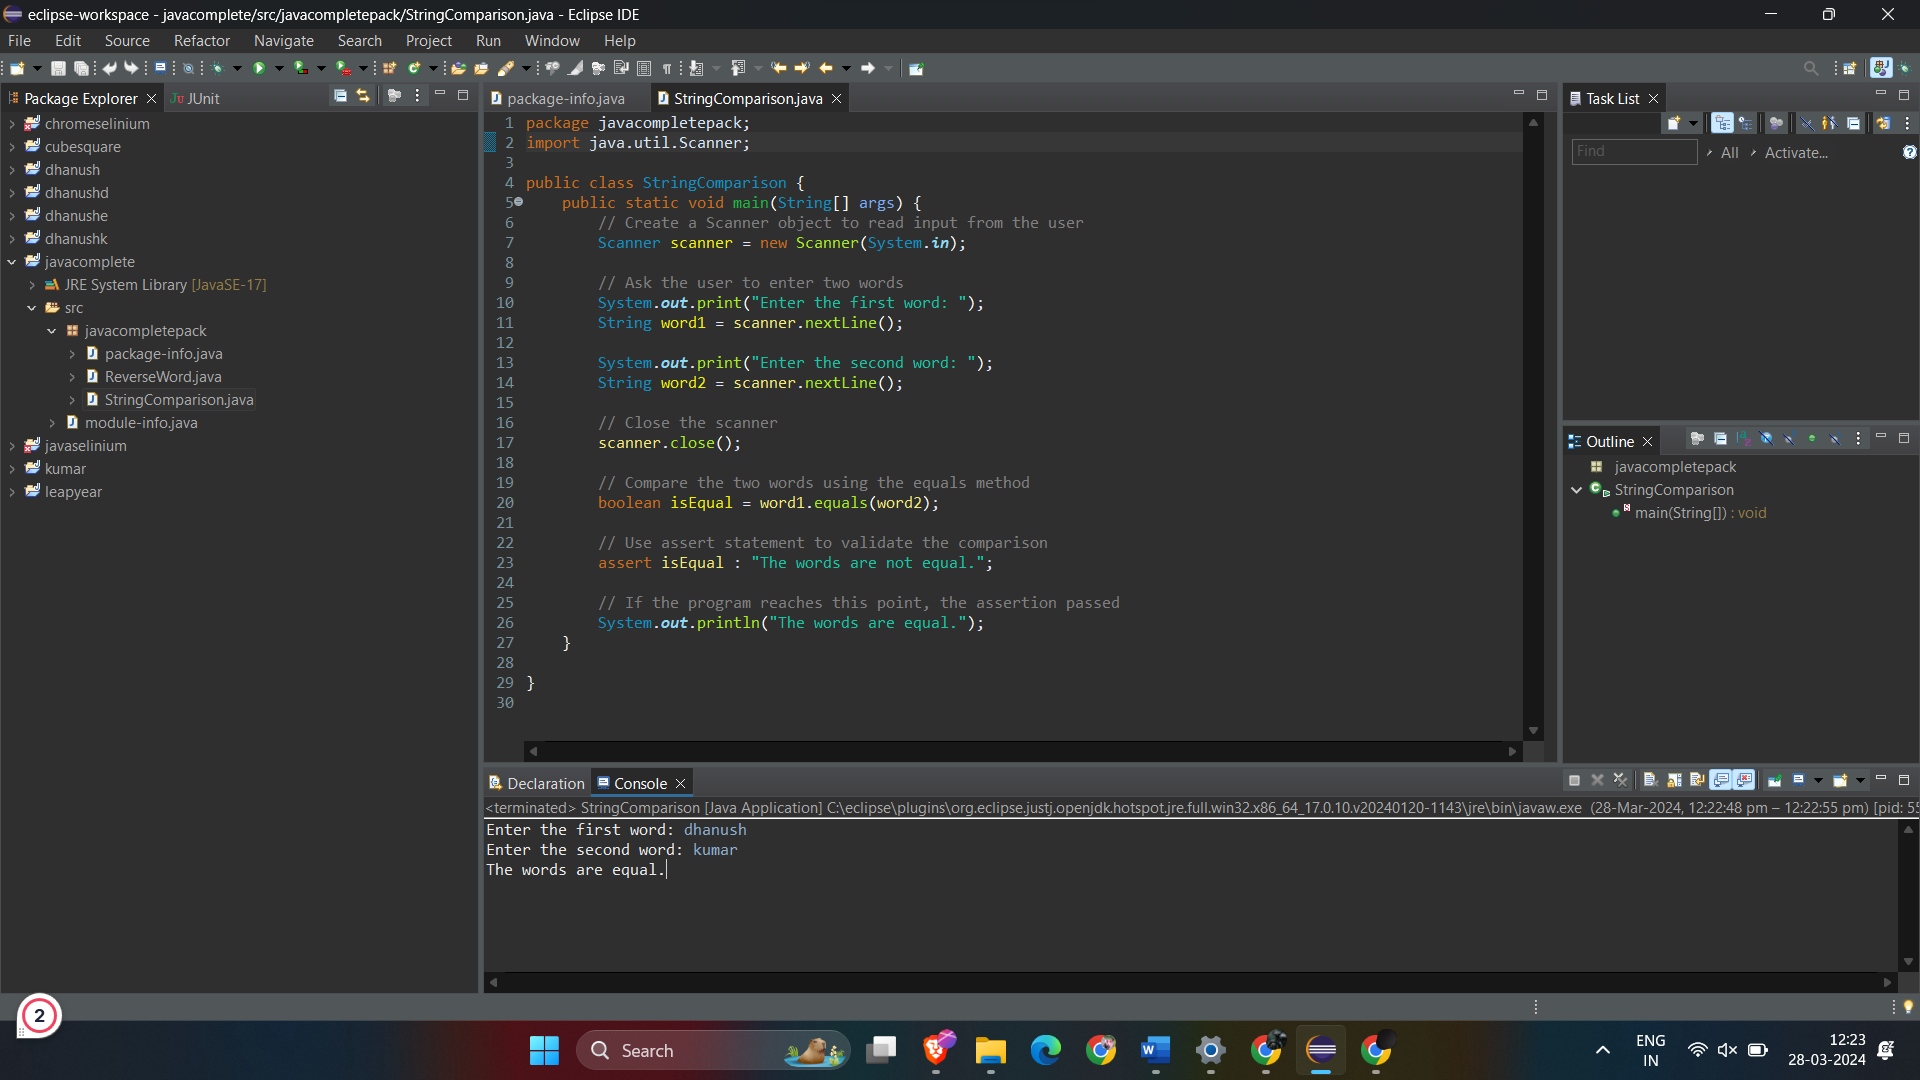 eclipse-workspace - javacomplete/src/javacompletepack/StringComparison.java - Eclipse IDE
File Edit Source Refactor Navigate Search Project Run Window Help
Package Explorer
JUnit
chromeselinium
cubesquare
dhanush
dhanushd
dhanushe
dhanushk
javacomplete
JRE System Library [JavaSE-17]
src
javacompletepack
package-info.java
ReverseWord.java
StringComparison.java
module-info.java
javaselinium
kumar
leapyear
package-info.java
StringComparison.java
1 package javacompletepack;
2 import java.util.Scanner;
3
4 public class StringComparison {
5 public static void main(String[] args) {
6 // Create a Scanner object to read input from the user
7 Scanner scanner = new Scanner(System.in);
8
9 // Ask the user to enter two words
10 System.out.print("Enter the first word: ");
11 String word1 = scanner.nextLine();
12
13 System.out.print("Enter the second word: ");
14 String word2 = scanner.nextLine();
15
16 // Close the scanner
17 scanner.close();
18
19 // Compare the two words using the equals method
20 boolean isEqual = word1.equals(word2);
21
22 // Use assert statement to validate the comparison
23 assert isEqual : "The words are not equal.";
24
25 // If the program reaches this point, the assertion passed
26 System.out.println("The words are equal.");
27 }
28
29 }
30
Task List
Find
All
Activate...
Outline
javacompletepack
StringComparison
main(String[]) : void
Declaration
Console
<terminated> StringComparison [Java Application] C:\eclipse\plugins\org.eclipse.justj.openjdk.hotspot.jre.full.win32.x86_64_17.0.10.v20240120-1143\jre\bin\javaw.exe (28-Mar-2024, 12:22:48 pm – 12:22:55 pm) [pid: 55
Enter the first word: dhanush
Enter the second word: kumar
The words are equal.
2
Search
ENG
IN
12:23
28-03-2024